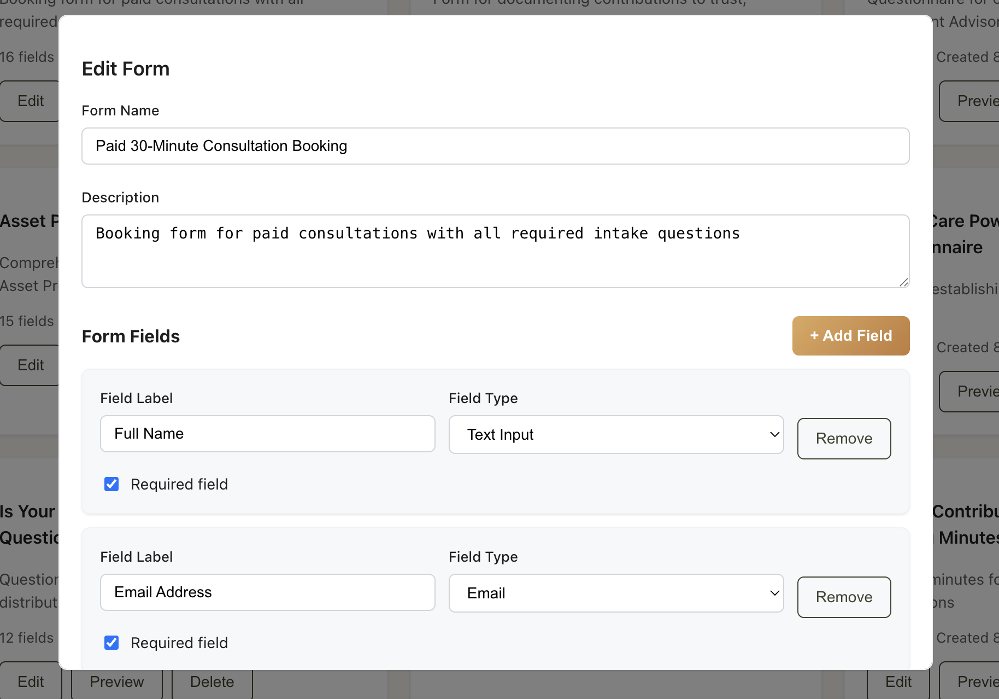 Booking form for paid consultations with all
required
16 fields
Edit
Form for documenting contributions to trust,
Questionnaire for
nt Advisor
Created 8
Previe
Edit Form
Form Name
Paid 30-Minute Consultation Booking
Description
Booking form for paid consultations with all required intake questions
Form Fields
+ Add Field
Field Label
Field Type
Full Name
Text Input
Remove
Required field
Field Label
Field Type
Email Address
Email
Remove
Required field
Asset P
Compreh
Asset Pr
15 fields
Edit
Care Pow
nnaire
establishi
Created 8
Previe
Is Your
Questio
Question
distribut
12 fields
Edit
Preview
Delete
Contribu
Minutes
minutes fo
ons
Created 8
Edit
Previe